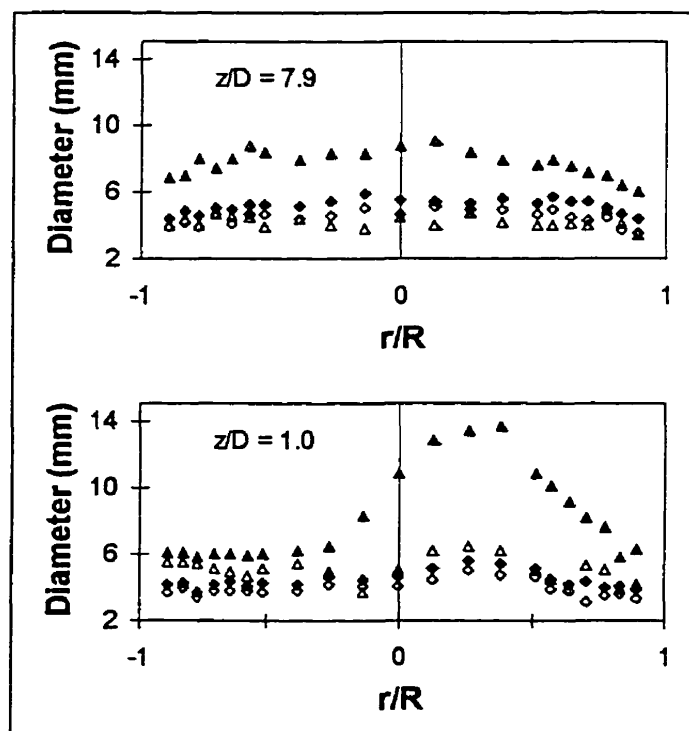 14
z/D = 7.9
10
6
2
Diameter (mm)
-1 0 1
r/R
14
z/D = 1.0
10
6
2
Diameter (mm)
-1 0 1
r/R